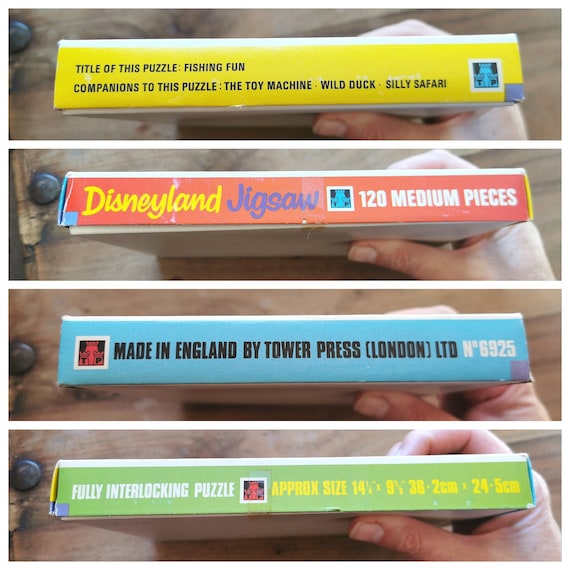 TITLE OF THIS PUZZLE: FISHING FUN
COMPANIONS TO THIS PUZZLE: THE TOY MACHINE · WILD DUCK · SILLY SAFARI
TP
Disneyland Jigsaw TP 120 MEDIUM PIECES
TP MADE IN ENGLAND BY TOWER PRESS (LONDON) LTD Nº6925
FULLY INTERLOCKING PUZZLE TP APPROX SIZE 14¼" x 9⅝" 36·2cm x 24·5cm